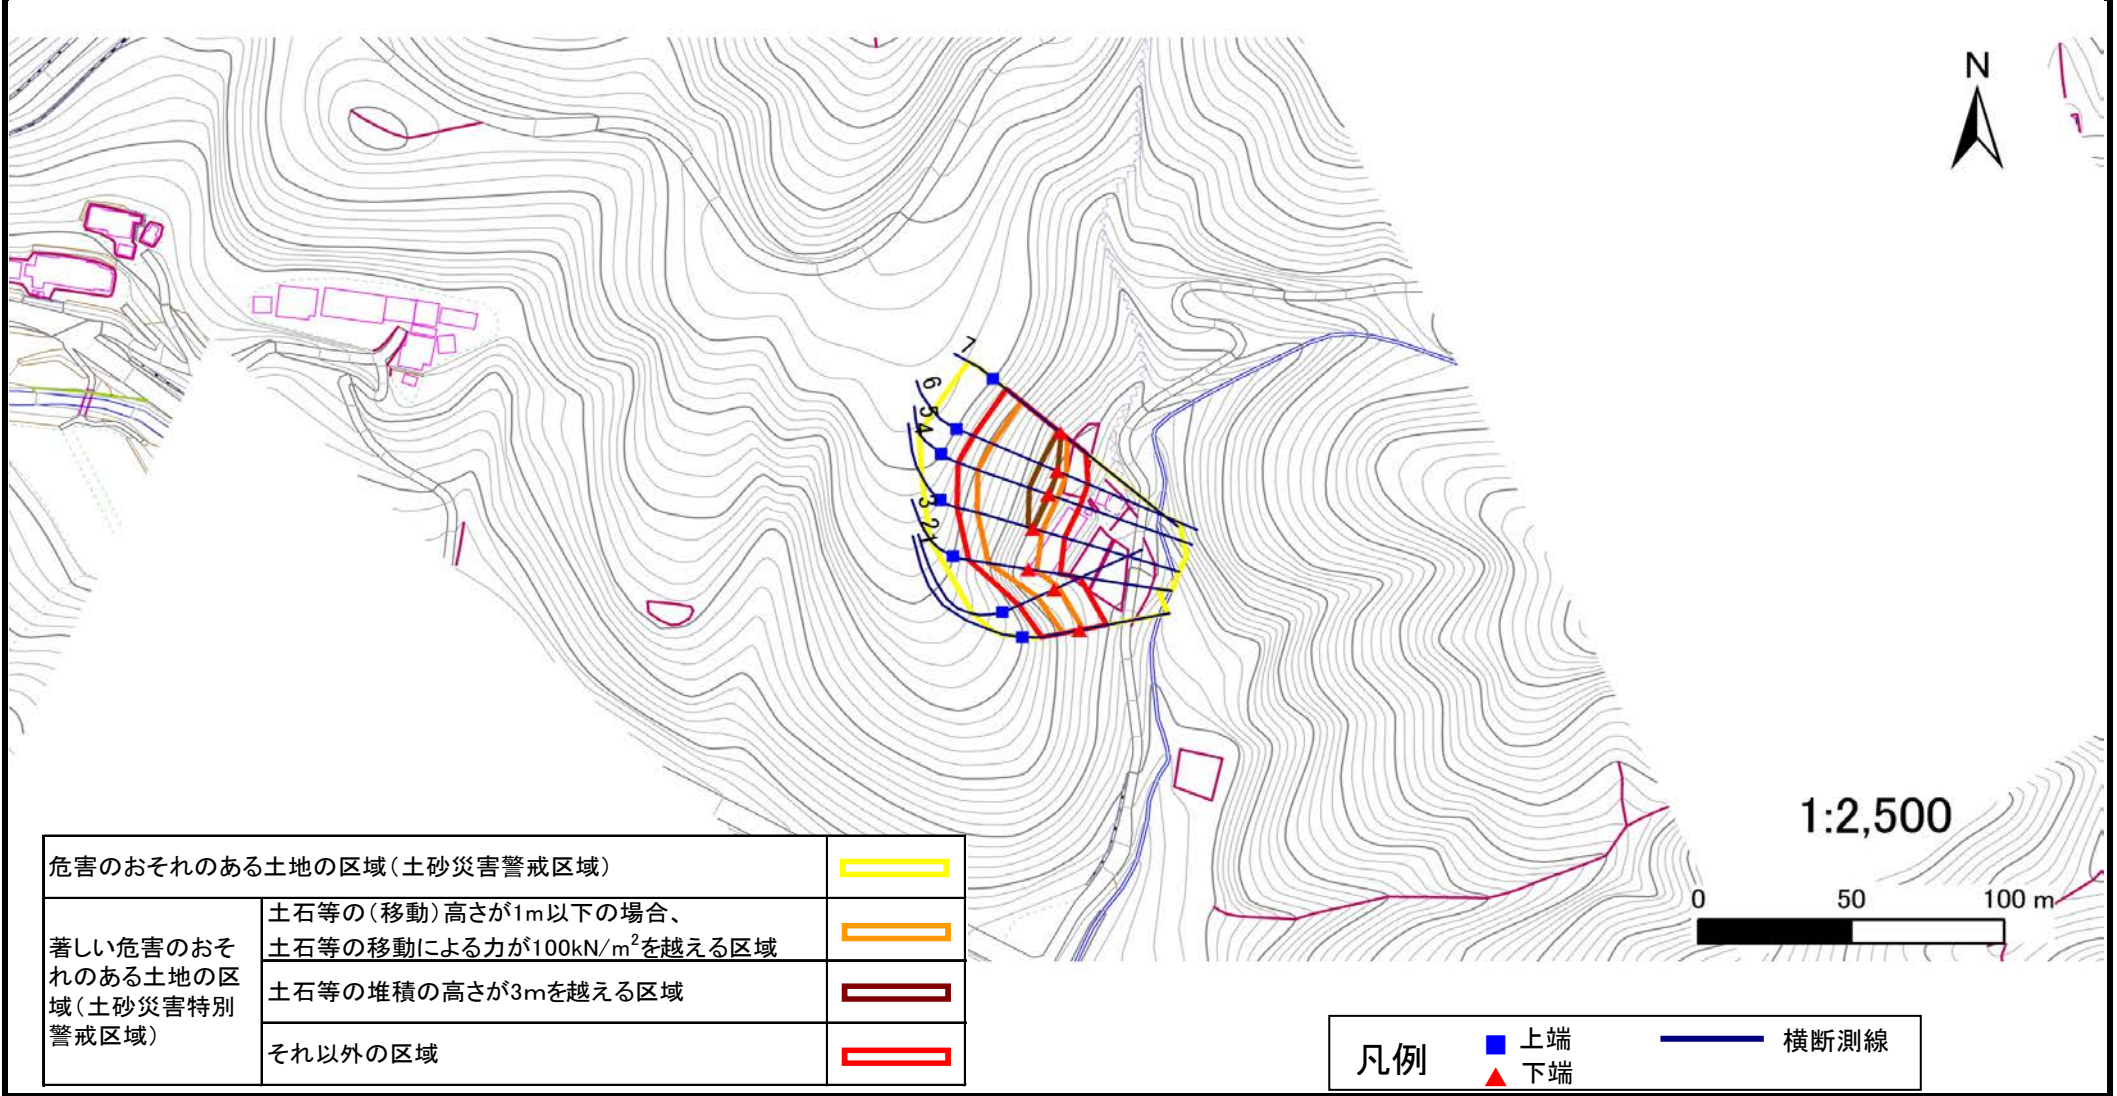 N
7
6
5
4
3
2
1
1:2,500
0 50 100 m
危害のおそれのある土地の区域(土砂災害警戒区域)
著しい危害のおそ
れのある土地の区
域(土砂災害特別
警戒区域)
土石等の(移動)高さが1m以下の場合、
土石等の移動による力が100kN/m²を越える区域
土石等の堆積の高さが3mを越える区域
それ以外の区域
凡例
上端
下端
横断測線